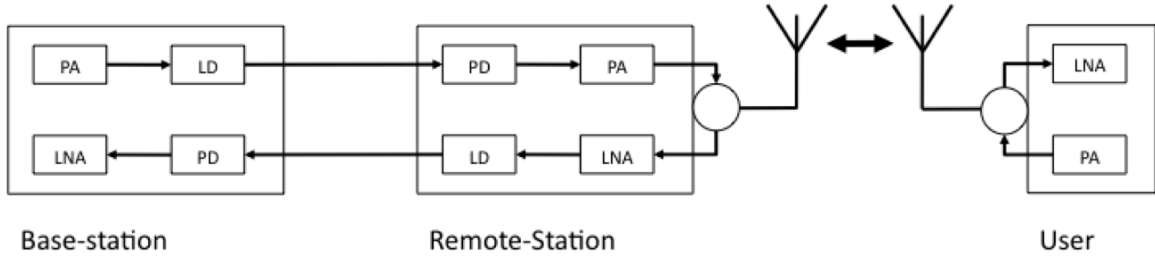 PA LD PD PA LNA
LNA PD LD LNA PA
Base-station Remote-Station User